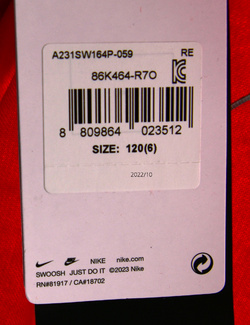 A231SW164P-059 RE
86K464-R7O
8 809864 023512
SIZE: 120(6)
2022/10
NIKE nike.com
SWOOSH JUST DO IT ©2023 Nike
RN#81917 / CA#18702